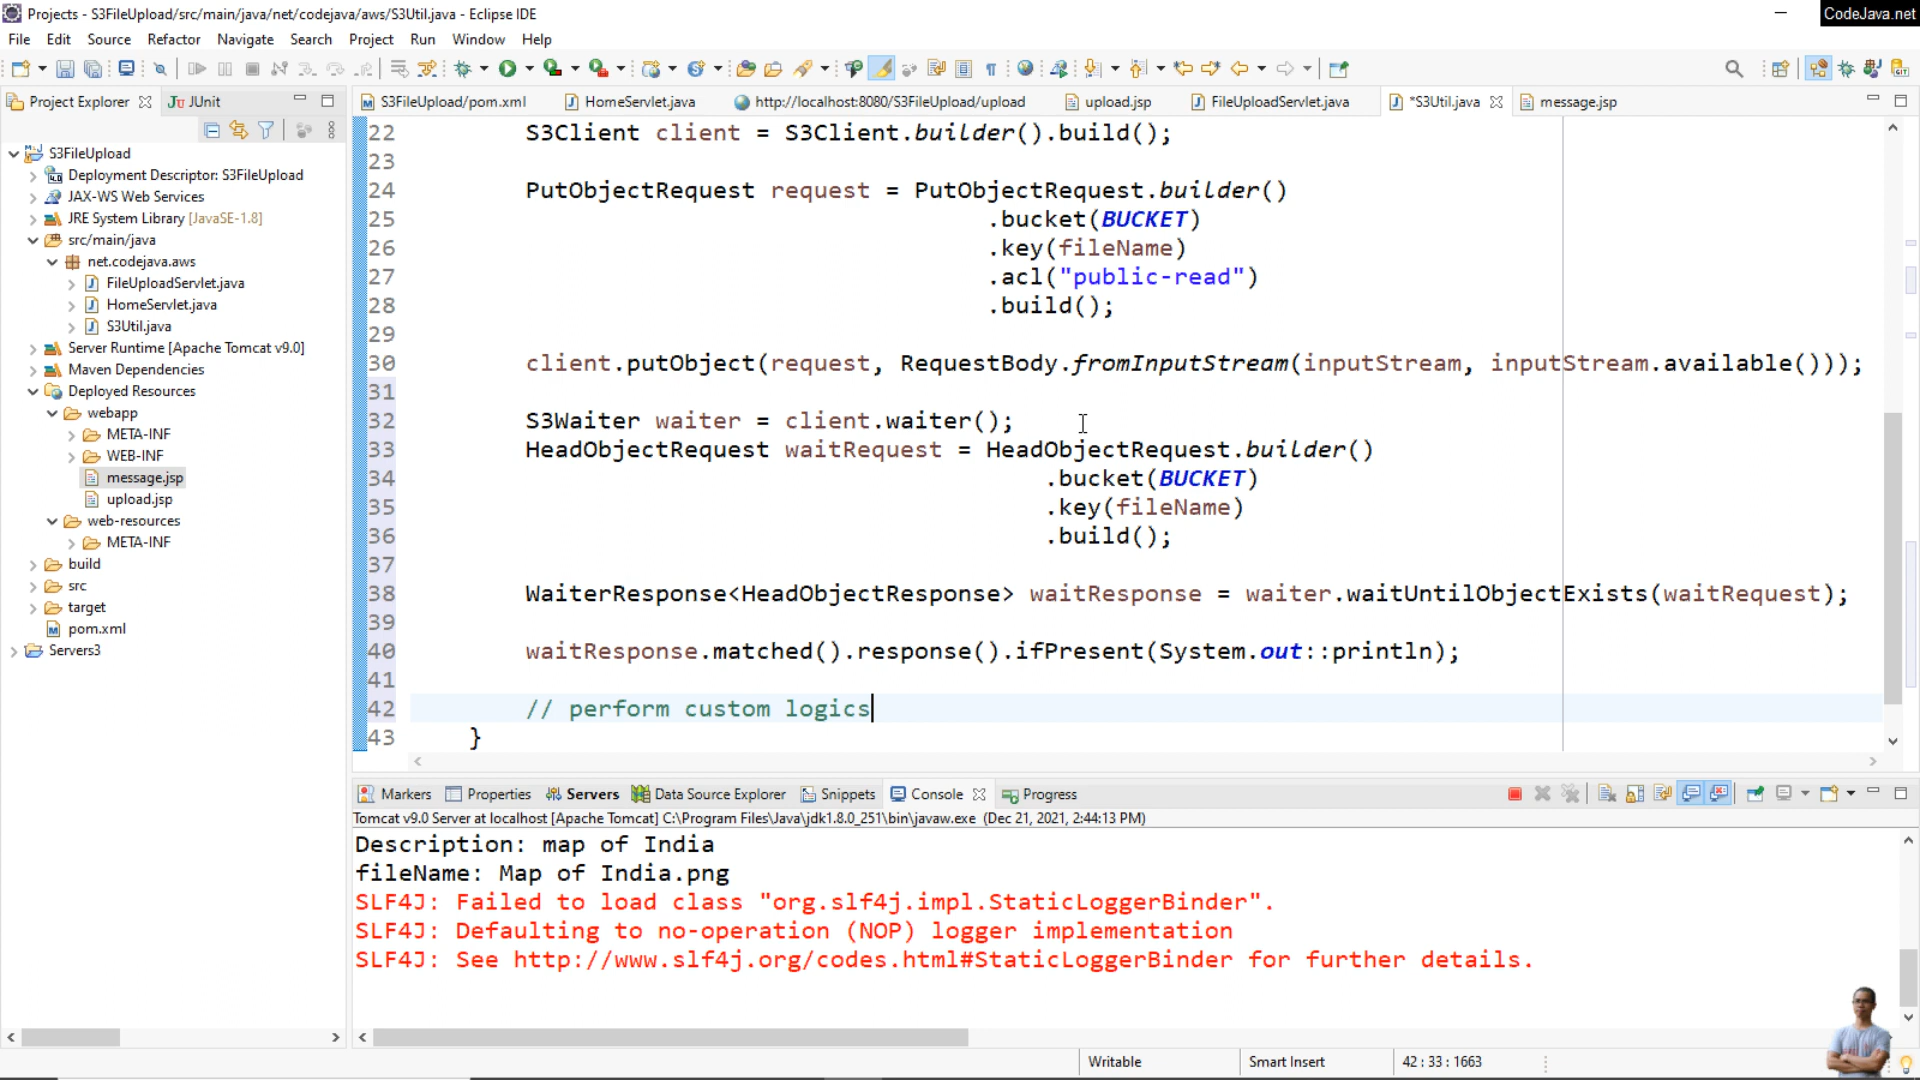 Projects - S3FileUpload/src/main/java/net/codejava/aws/S3Util.java - Eclipse IDE
CodeJava.net
File Edit Source Refactor Navigate Search Project Run Window Help
Project Explorer JUnit
S3FileUpload/pom.xml HomeServlet.java http://localhost:8080/S3FileUpload/upload upload.jsp FileUploadServlet.java *S3Util.java message.jsp
S3FileUpload
Deployment Descriptor: S3FileUpload
JAX-WS Web Services
JRE System Library [JavaSE-1.8]
src/main/java
net.codejava.aws
FileUploadServlet.java
HomeServlet.java
S3Util.java
Server Runtime [Apache Tomcat v9.0]
Maven Dependencies
Deployed Resources
webapp
META-INF
WEB-INF
message.jsp
upload.jsp
web-resources
META-INF
build
src
target
pom.xml
Servers3
22 S3Client client = S3Client.builder().build();
23
24 PutObjectRequest request = PutObjectRequest.builder()
25 .bucket(BUCKET)
26 .key(fileName)
27 .acl("public-read")
28 .build();
29
30 client.putObject(request, RequestBody.fromInputStream(inputStream, inputStream.available()));
31
32 S3Waiter waiter = client.waiter();
33 HeadObjectRequest waitRequest = HeadObjectRequest.builder()
34 .bucket(BUCKET)
35 .key(fileName)
36 .build();
37
38 WaiterResponse<HeadObjectResponse> waitResponse = waiter.waitUntilObjectExists(waitRequest);
39
40 waitResponse.matched().response().ifPresent(System.out::println);
41
42 // perform custom logics
43 }
Markers Properties Servers Data Source Explorer Snippets Console Progress
Tomcat v9.0 Server at localhost [Apache Tomcat] C:\Program Files\Java\jdk1.8.0_251\bin\javaw.exe (Dec 21, 2021, 2:44:13 PM)
Description: map of India
fileName: Map of India.png
SLF4J: Failed to load class "org.slf4j.impl.StaticLoggerBinder".
SLF4J: Defaulting to no-operation (NOP) logger implementation
SLF4J: See http://www.slf4j.org/codes.html#StaticLoggerBinder for further details.
Writable Smart Insert 42 : 33 : 1663